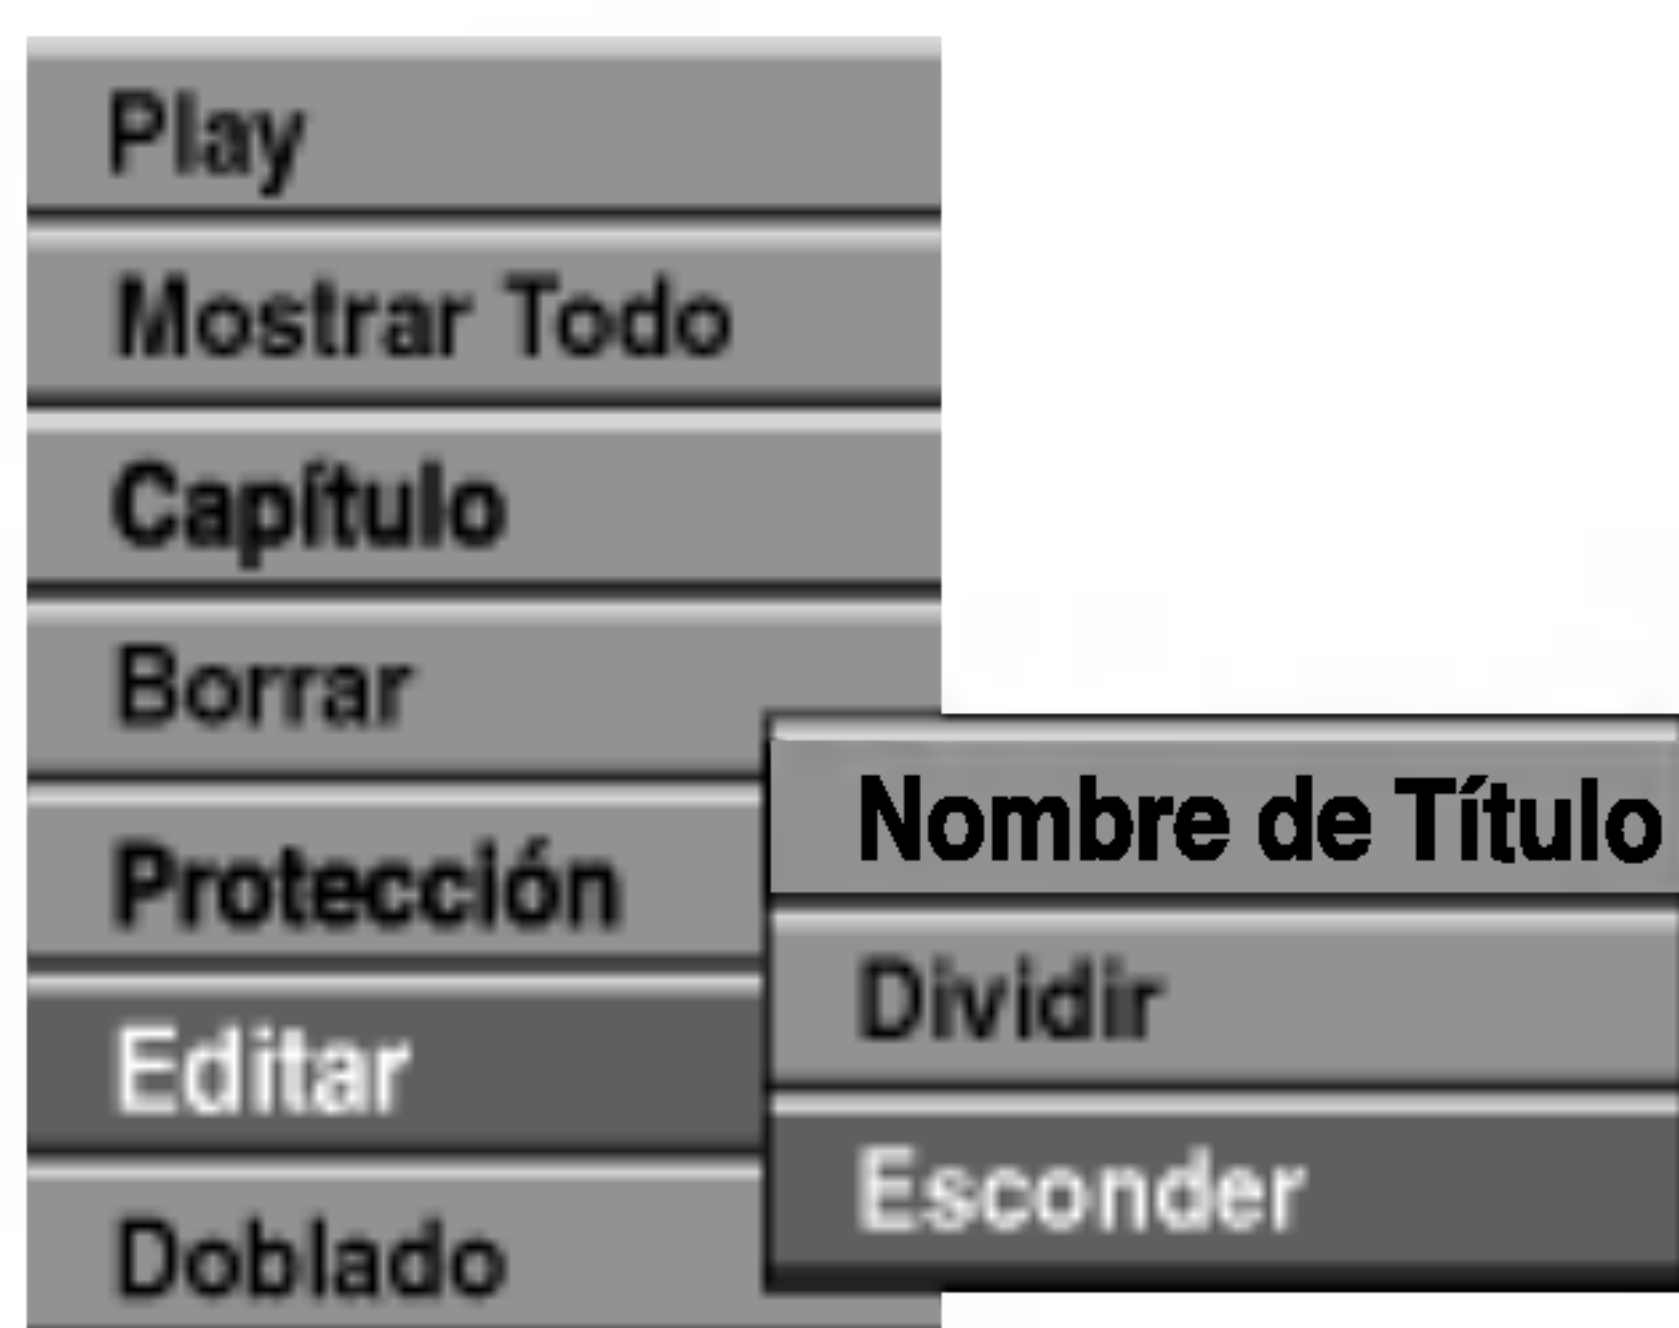 Play
Mostrar Todo
Capítulo
Borrar
Protección
Editar
Doblado
Nombre de Título
Dividir
Esconder